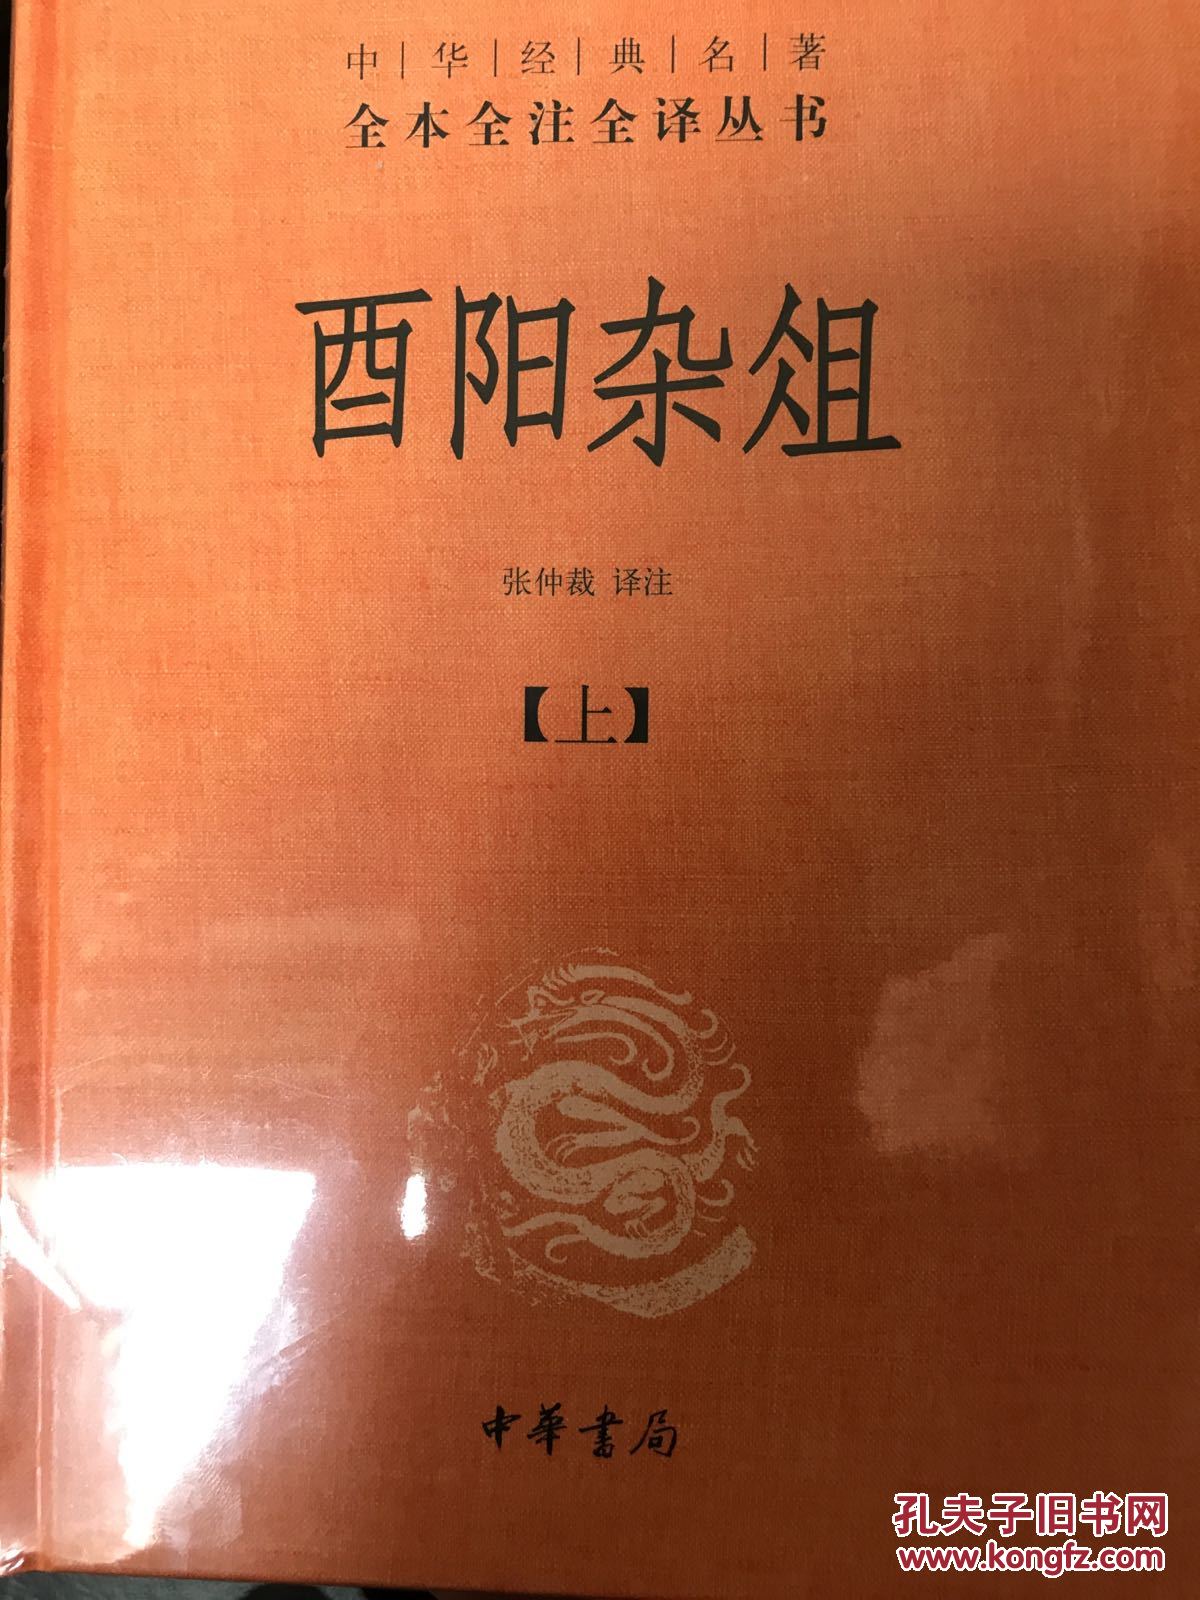 中|华|经|典|名|著
全本全注全译丛书
酉阳杂俎
张仲裁 译注
【上】
中華書局
孔夫子旧书网
www.kongfz.com